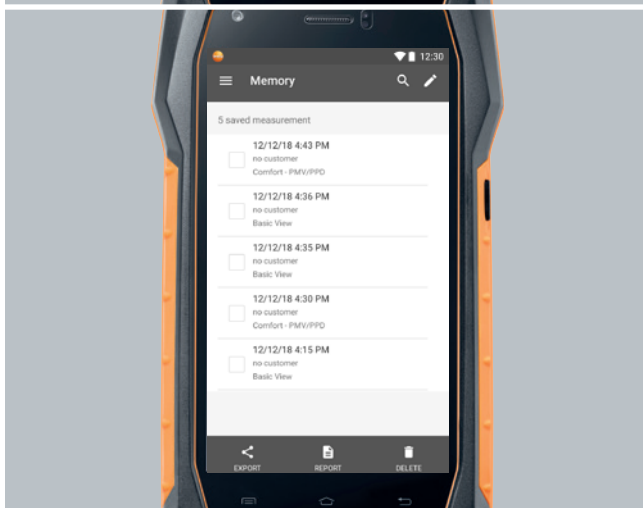 12:30
Memory
5 saved measurement
12/12/18 4:43 PM
no customer
Comfort - PMV/PPD
12/12/18 4:36 PM
no customer
Basic View
12/12/18 4:35 PM
no customer
Basic View
12/12/18 4:30 PM
no customer
Comfort - PMV/PPD
12/12/18 4:15 PM
no customer
Basic View
EXPORT REPORT DELETE